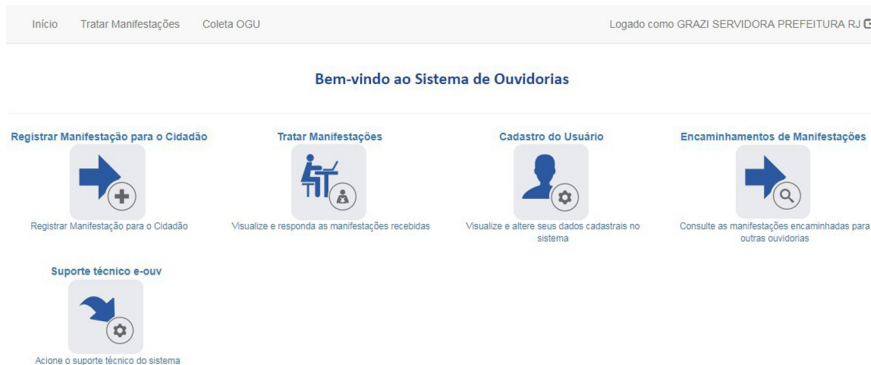 Início Tratar Manifestações Coleta OGU Logado como GRAZI SERVIDORA PREFEITURA RJ
Bem-vindo ao Sistema de Ouvidorias
Registrar Manifestação para o Cidadão
Registrar Manifestação para o Cidadão
Tratar Manifestações
Visualize e responda as manifestações recebidas
Cadastro do Usuário
Visualize e altere seus dados cadastrais no
sistema
Encaminhamentos de Manifestações
Consulte as manifestações encaminhadas para
outras ouvidorias
Suporte técnico e-ouv
Acione o suporte técnico do sistema